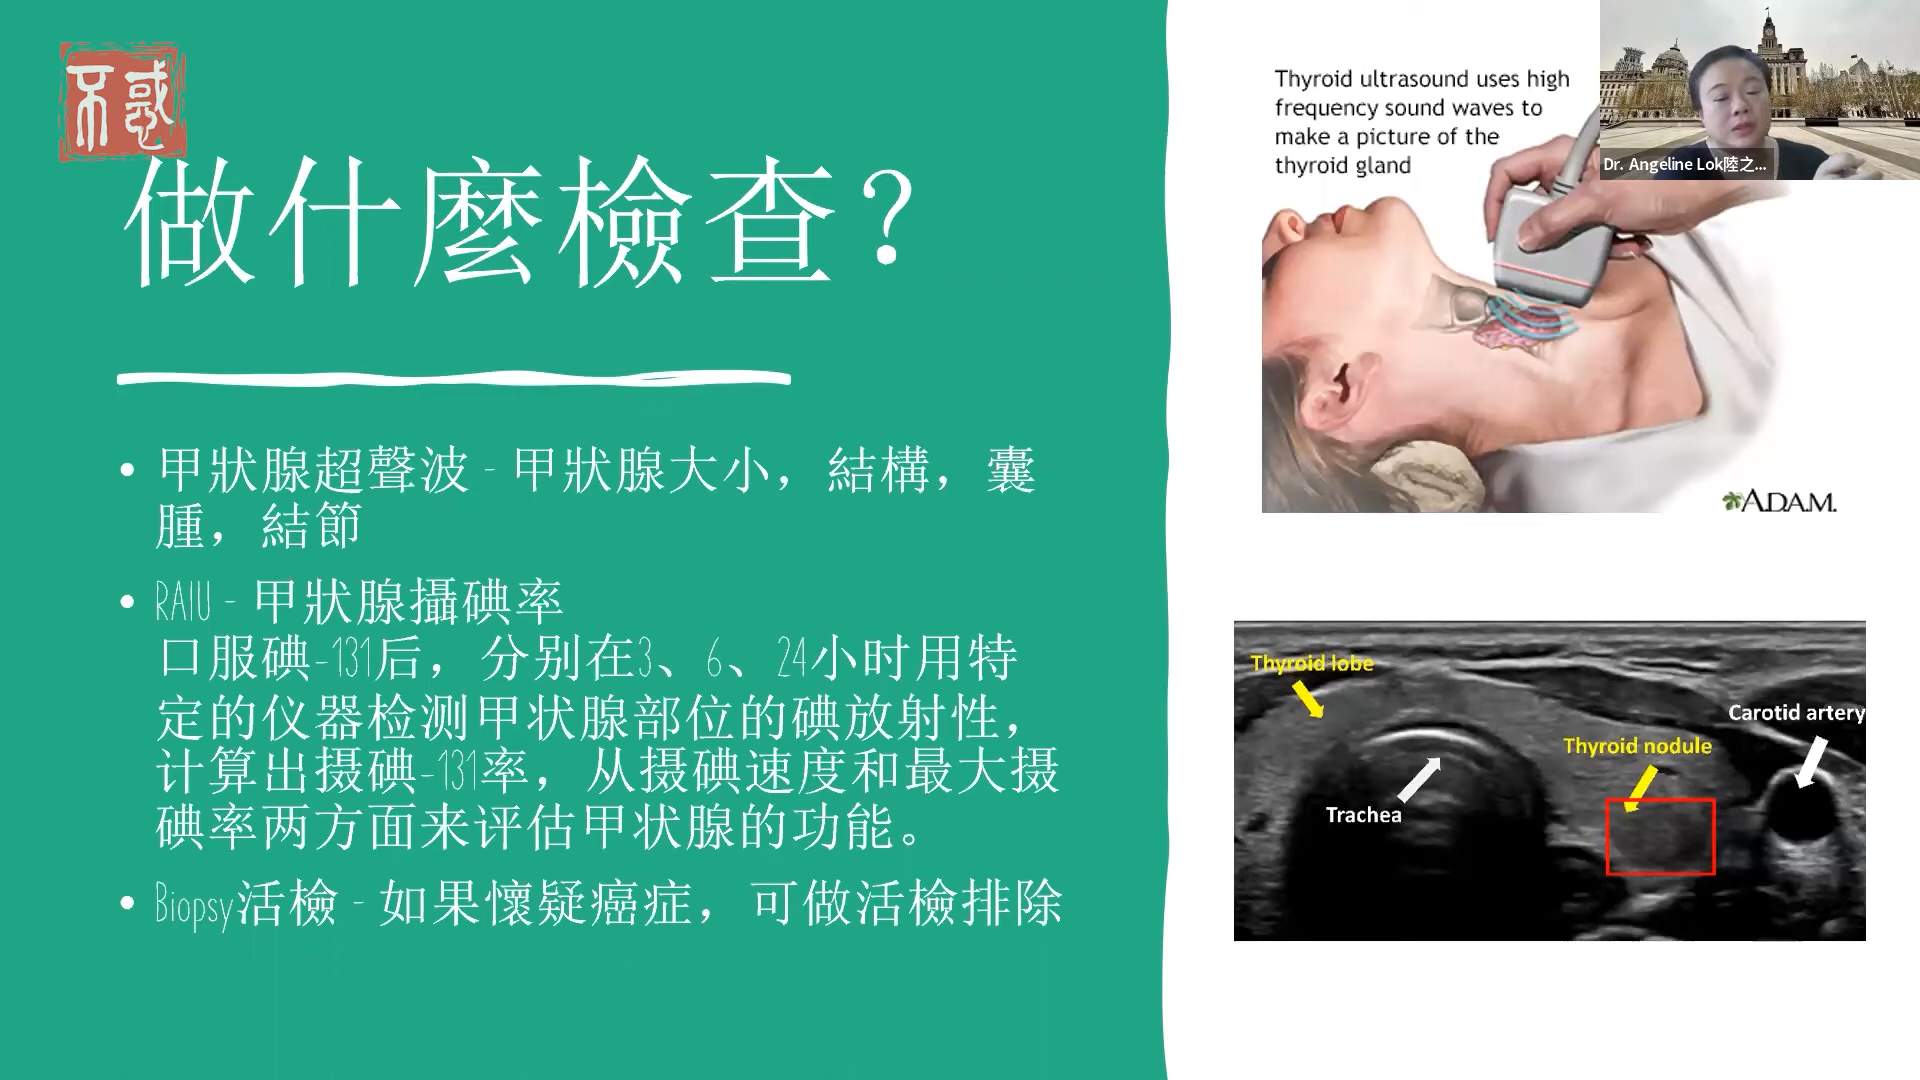 不惑
做什麼檢查？
• 甲狀腺超聲波 - 甲狀腺大小，結構，囊
腫，結節
• RAIU - 甲狀腺攝碘率
口服碘-131后，分别在3、6、24小时用特
定的仪器检测甲状腺部位的碘放射性，
计算出摄碘-131率，从摄碘速度和最大摄
碘率两方面来评估甲状腺的功能。
• Biopsy活檢 - 如果懷疑癌症，可做活檢排除
Thyroid ultrasound uses high
frequency sound waves to
make a picture of the
thyroid gland
A.D.A.M.
Dr. Angeline Lok陸之...
Thyroid lobe
Carotid artery
Thyroid nodule
Trachea